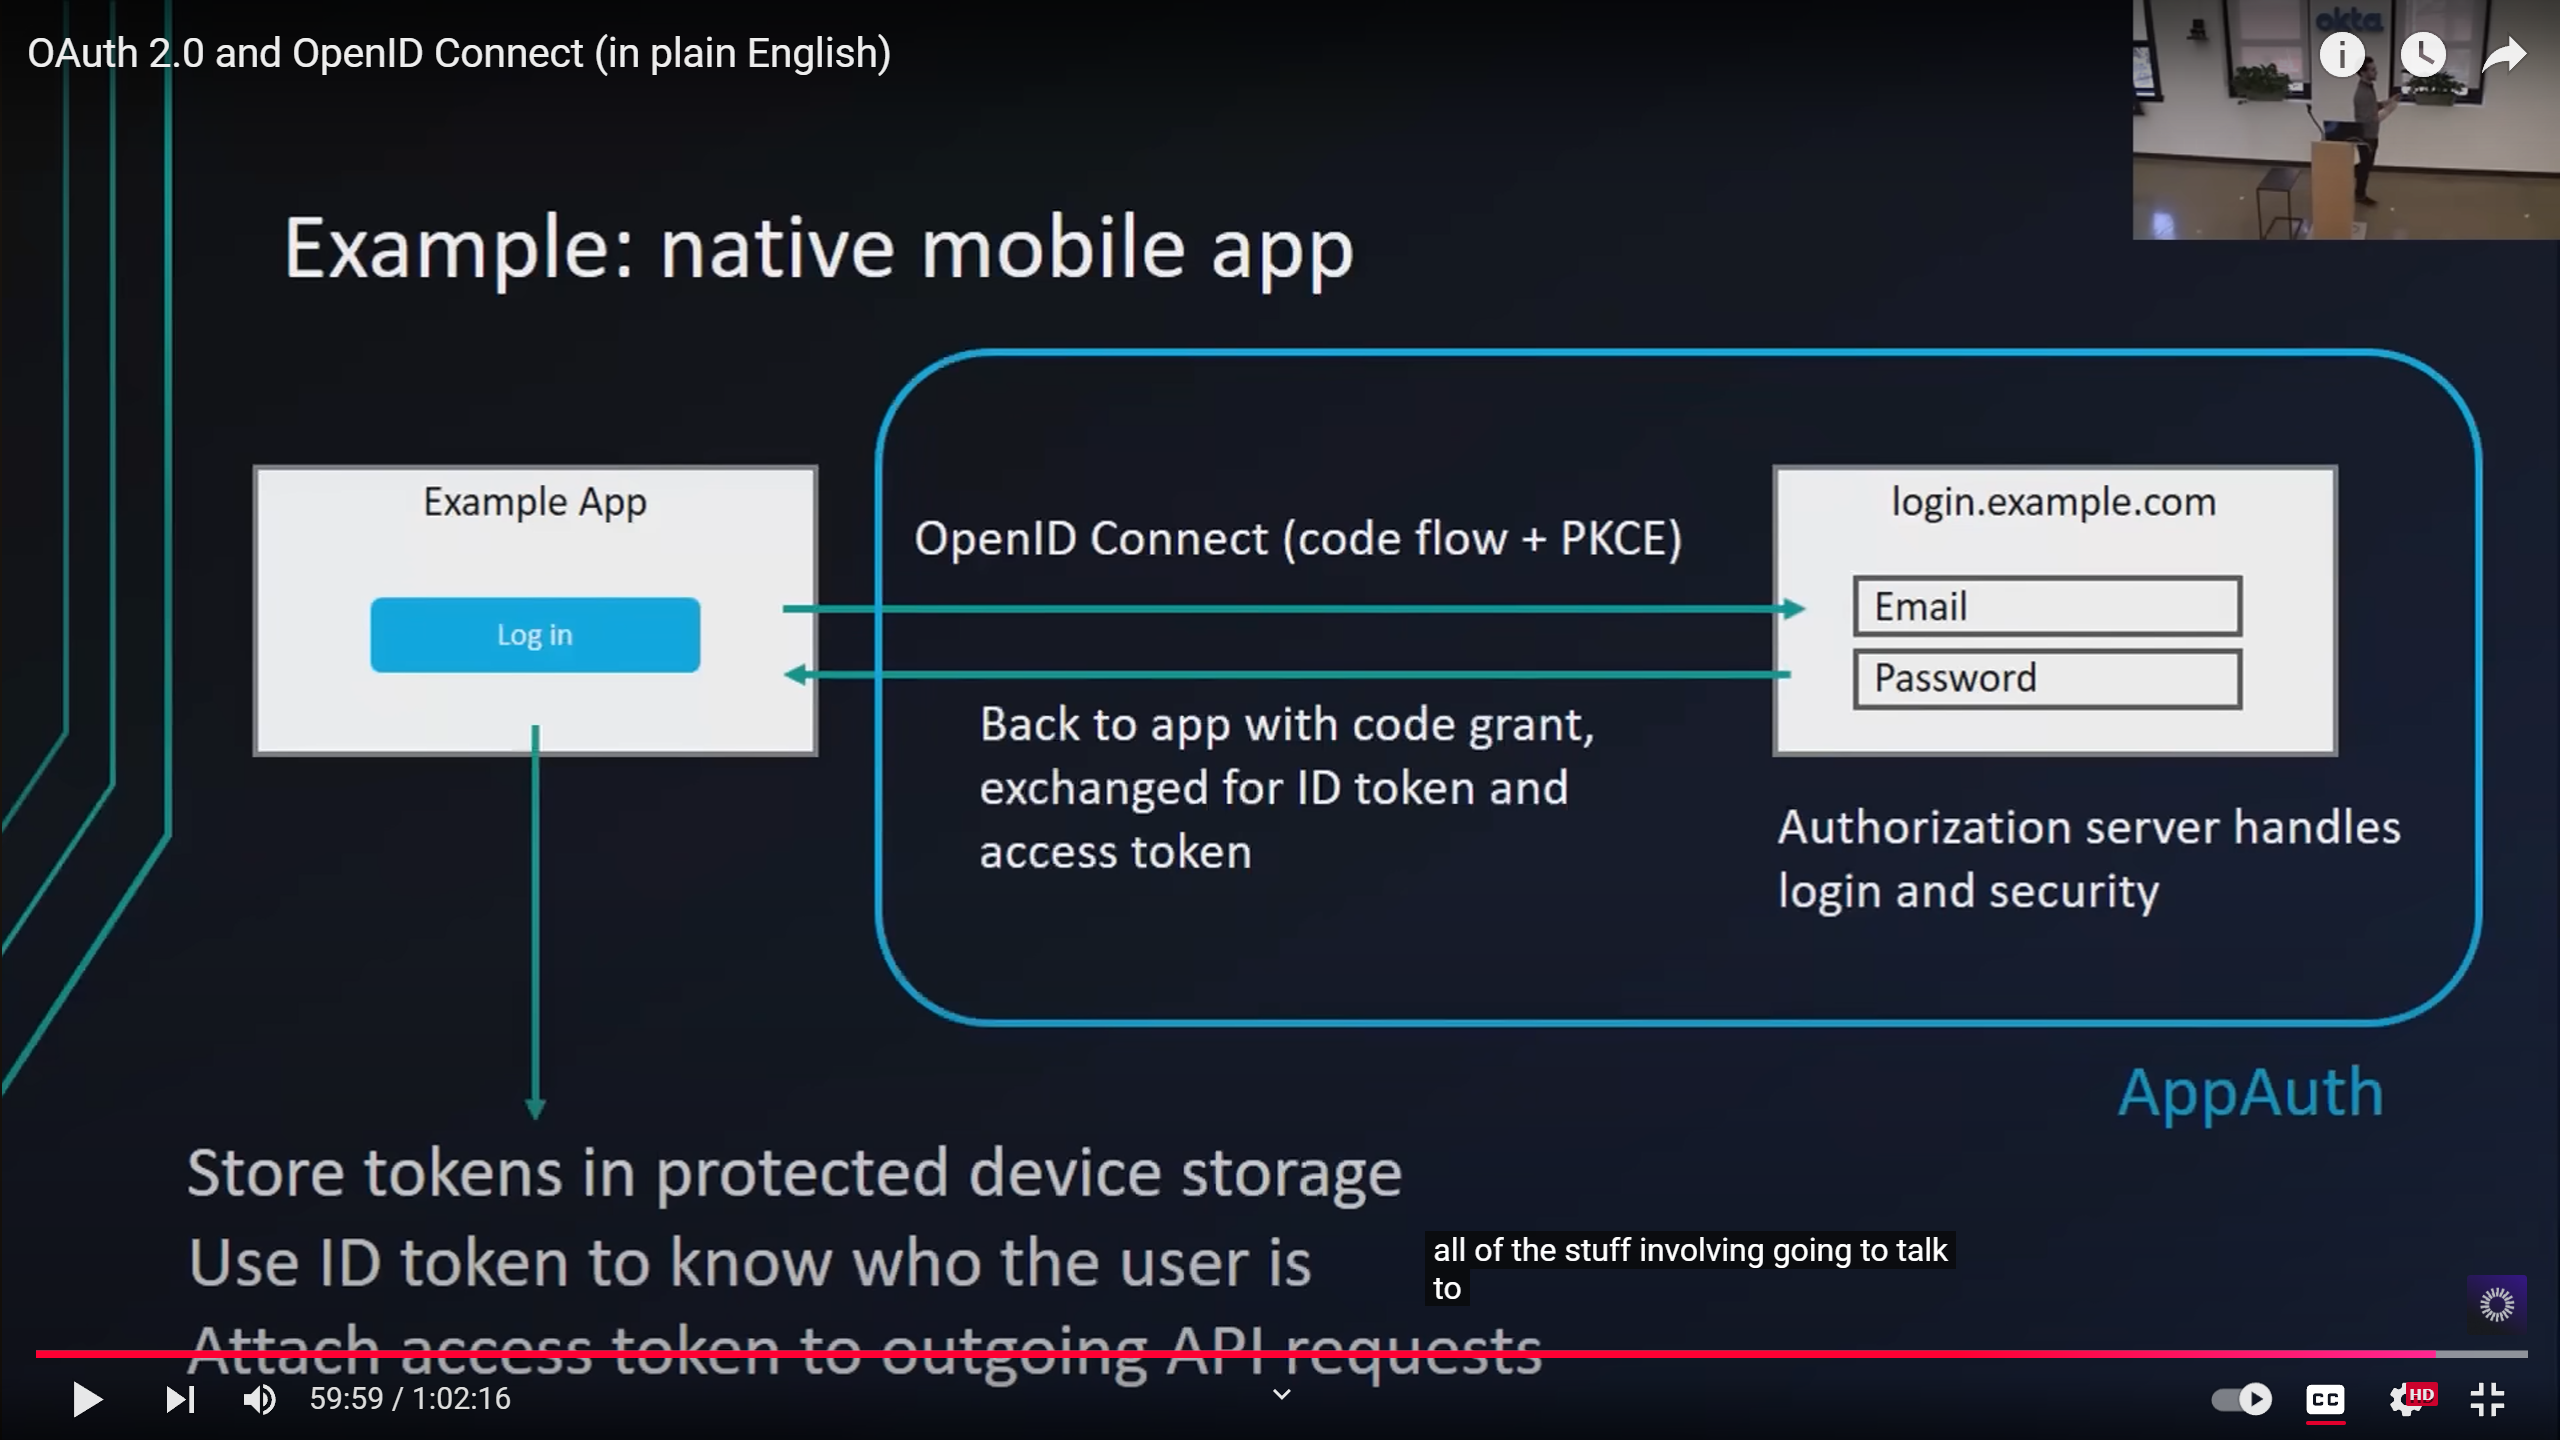 OAuth 2.0 and OpenID Connect (in plain English)
okta
Example: native mobile app
Example App
Log in
OpenID Connect (code flow + PKCE)
Back to app with code grant,
exchanged for ID token and
access token
login.example.com
Email
Password
Authorization server handles
login and security
AppAuth
Store tokens in protected device storage
Use ID token to know who the user is
Attach access token to outgoing API requests
all of the stuff involving going to talk
to
59:59 / 1:02:16
CC
HD